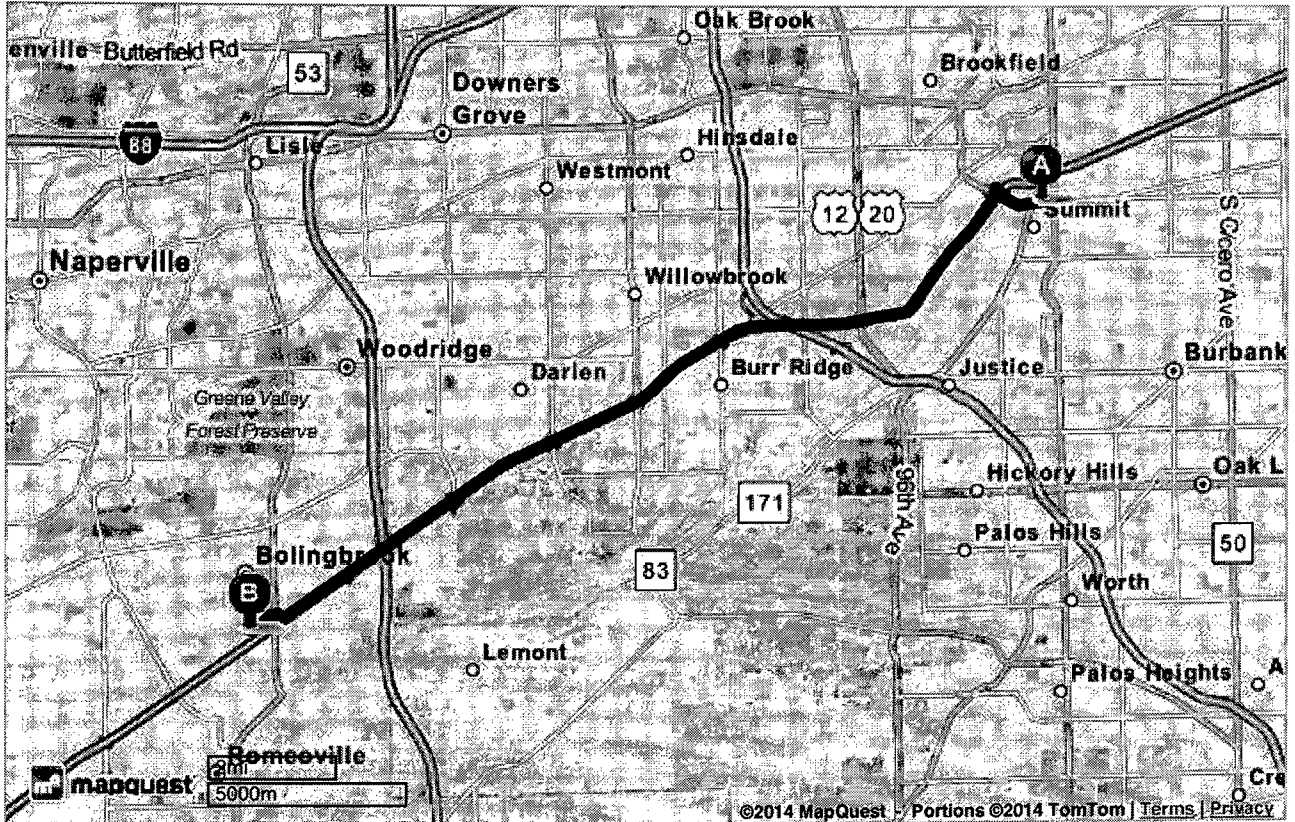 Oak Brook
enville
Butterfield Rd
53
Downers
Grove
Brookfield
88
Lisle
Hinsdale
A
Westmont
12
20
Summit
S Cicero Ave
Naperville
Willowbrook
Woodridge
Darien
Burr Ridge
Justice
Burbank
Greene Valley
Forest Preserve
96th Ave
Hickory Hills
Oak L
171
Palos Hills
50
Bolingbrook
83
Worth
B
Lemont
Palos Heights
A
Romeoville
2mi
mapquest
5000m
Cre
©2014 MapQuest - Portions ©2014 TomTom | Terms | Privacy